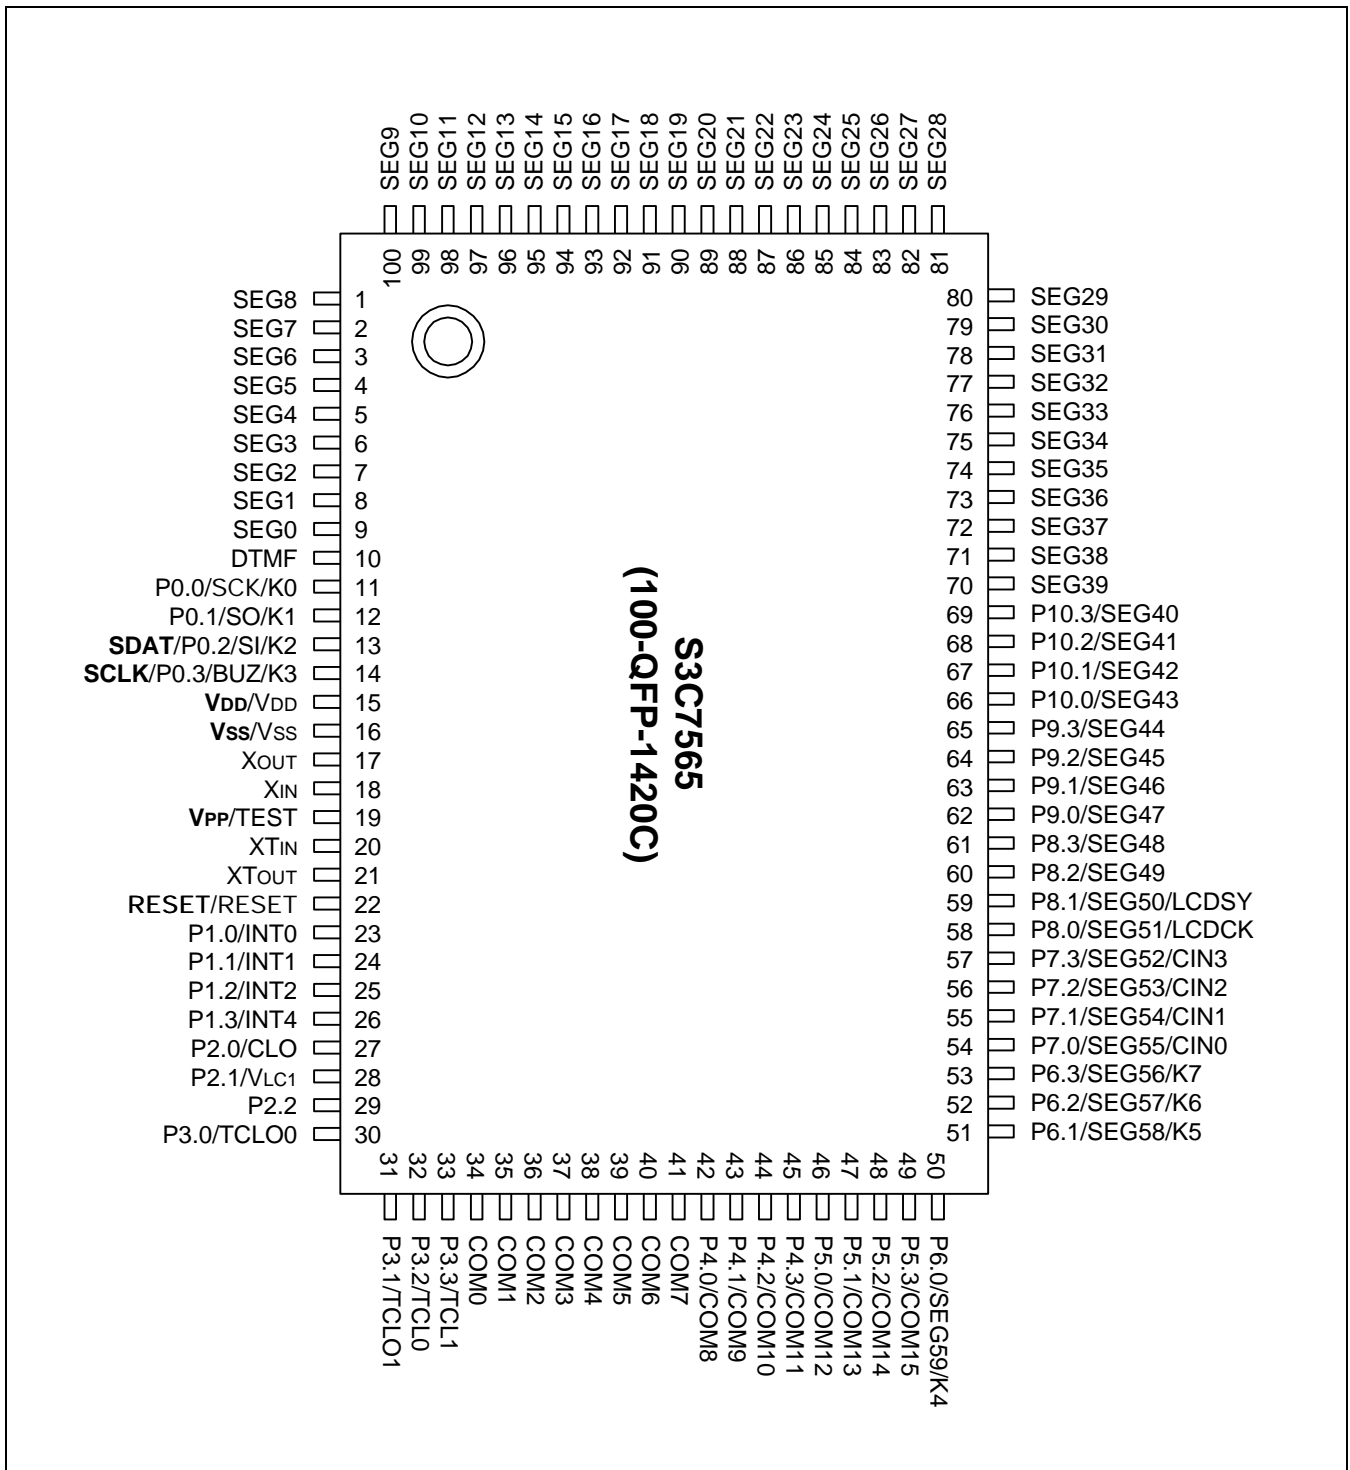 SEG9
SEG10
SEG11
SEG12
SEG13
SEG14
SEG15
SEG16
SEG17
SEG18
SEG19
SEG20
SEG21
SEG22
SEG23
SEG24
SEG25
SEG26
SEG27
SEG28
100
99
98
97
96
95
94
93
92
91
90
89
88
87
86
85
84
83
82
81
SEG8 1
SEG7 2
SEG6 3
SEG5 4
SEG4 5
SEG3 6
SEG2 7
SEG1 8
SEG0 9
DTMF 10
P0.0/SCK/K0 11
P0.1/SO/K1 12
SDAT/P0.2/SI/K2 13
SCLK/P0.3/BUZ/K3 14
VDD/VDD 15
VSS/VSS 16
XOUT 17
XIN 18
VPP/TEST 19
XTIN 20
XTOUT 21
RESET/RESET 22
P1.0/INT0 23
P1.1/INT1 24
P1.2/INT2 25
P1.3/INT4 26
P2.0/CLO 27
P2.1/VLC1 28
P2.2 29
P3.0/TCLO0 30
S3C7565
(100-QFP-1420C)
80 SEG29
79 SEG30
78 SEG31
77 SEG32
76 SEG33
75 SEG34
74 SEG35
73 SEG36
72 SEG37
71 SEG38
70 SEG39
69 P10.3/SEG40
68 P10.2/SEG41
67 P10.1/SEG42
66 P10.0/SEG43
65 P9.3/SEG44
64 P9.2/SEG45
63 P9.1/SEG46
62 P9.0/SEG47
61 P8.3/SEG48
60 P8.2/SEG49
59 P8.1/SEG50/LCDSY
58 P8.0/SEG51/LCDCK
57 P7.3/SEG52/CIN3
56 P7.2/SEG53/CIN2
55 P7.1/SEG54/CIN1
54 P7.0/SEG55/CIN0
53 P6.3/SEG56/K7
52 P6.2/SEG57/K6
51 P6.1/SEG58/K5
31
32
33
34
35
36
37
38
39
40
41
42
43
44
45
46
47
48
49
50
P3.1/TCLO1
P3.2/TCL0
P3.3/TCL1
COM0
COM1
COM2
COM3
COM4
COM5
COM6
COM7
P4.0/COM8
P4.1/COM9
P4.2/COM10
P4.3/COM11
P5.0/COM12
P5.1/COM13
P5.2/COM14
P5.3/COM15
P6.0/SEG59/K4